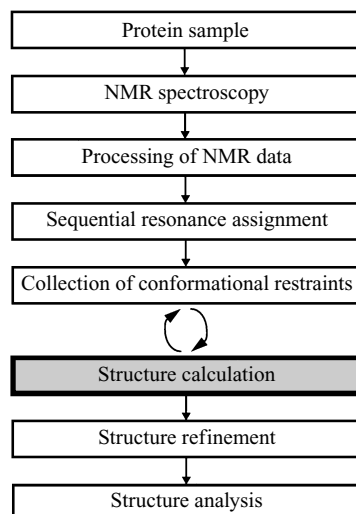 Protein sample
NMR spectroscopy
Processing of NMR data
Sequential resonance assignment
Collection of conformational restraints
Structure calculation
Structure refinement
Structure analysis